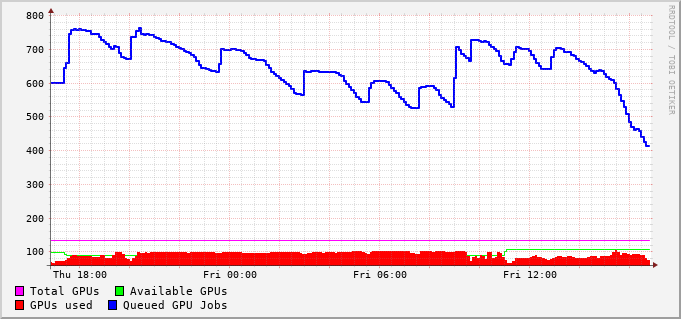 800
700
600
500
400
300
200
100
Thu 18:00 Fri 00:00 Fri 06:00 Fri 12:00
Total GPUs Available GPUs
GPUs used Queued GPU Jobs
RRDTOOL / TOBI OETIKER